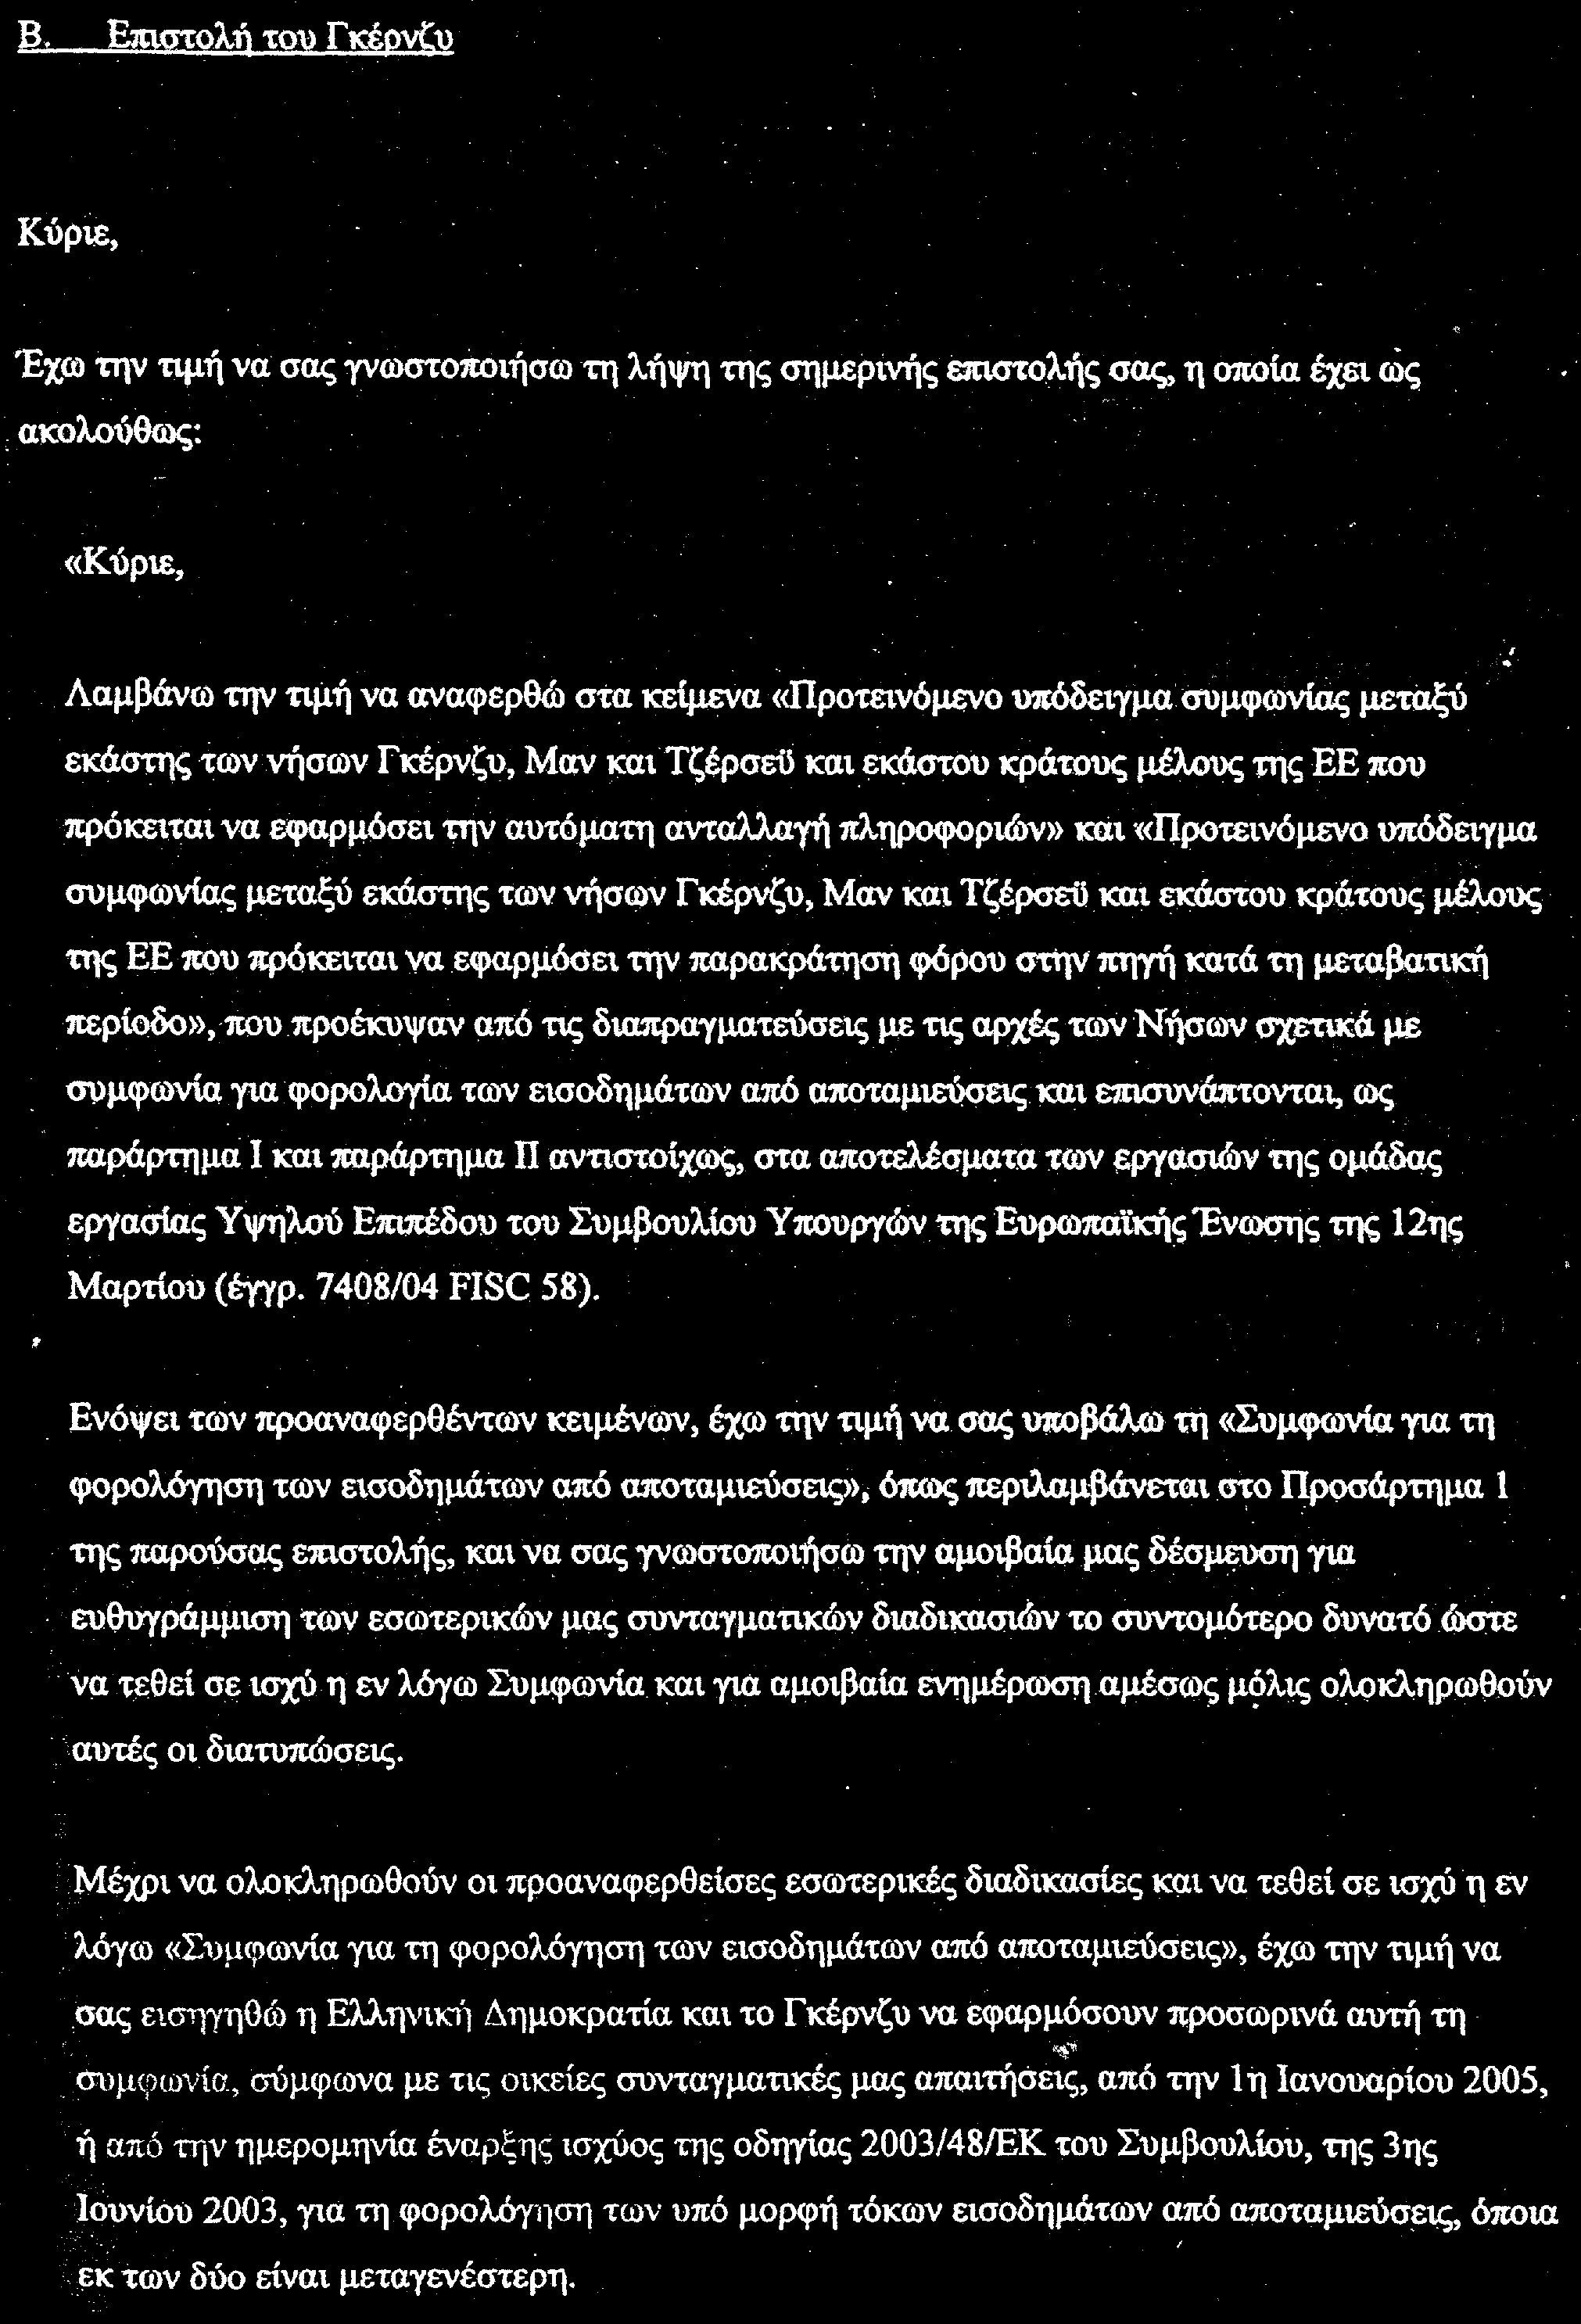 Β. Επιστολή του Γκέρνζυ
Κύριε,
Έχω την τιμή να σας γνωστοποιήσω τη λήψη της σημερινής επιστολής σας, η οποία έχει ως
ακολούθως:
«Κύριε,
Λαμβάνω την τιμή να αναφερθώ στα κείμενα «Προτεινόμενο υπόδειγμα συμφωνίας μεταξύ
εκάστης των νήσων Γκέρνζυ, Μαν και Τζέρσεϋ και εκάστου κράτους μέλους της ΕΕ που
πρόκειται να εφαρμόσει την αυτόματη ανταλλαγή πληροφοριών» και «Προτεινόμενο υπόδειγμα
συμφωνίας μεταξύ εκάστης των νήσων Γκέρνζυ, Μαν και Τζέρσεϋ και εκάστου κράτους μέλους
της ΕΕ που πρόκειται να εφαρμόσει την παρακράτηση φόρου στην πηγή κατά τη μεταβατική
περίοδο», που προέκυψαν από τις διαπραγματεύσεις με τις αρχές των Νήσων σχετικά με
συμφωνία για φορολογία των εισοδημάτων από αποταμιεύσεις και επισυνάπτονται, ως
παράρτημα Ι και παράρτημα ΙΙ αντιστοίχως, στα αποτελέσματα των εργασιών της ομάδας
εργασίας Υψηλού Επιπέδου του Συμβουλίου Υπουργών της Ευρωπαϊκής Ένωσης της 12ης
Μαρτίου (έγγρ. 7408/04 FISC 58).
Ενόψει των προαναφερθέντων κειμένων, έχω την τιμή να σας υποβάλω τη «Συμφωνία για τη
φορολόγηση των εισοδημάτων από αποταμιεύσεις», όπως περιλαμβάνεται στο Προσάρτημα 1
της παρούσας επιστολής, και να σας γνωστοποιήσω την αμοιβαία μας δέσμευση για
ευθυγράμμιση των εσωτερικών μας συνταγματικών διαδικασιών το συντομότερο δυνατό ώστε
να τεθεί σε ισχύ η εν λόγω Συμφωνία και για αμοιβαία ενημέρωση αμέσως μόλις ολοκληρωθούν
αυτές οι διατυπώσεις.
Μέχρι να ολοκληρωθούν οι προαναφερθείσες εσωτερικές διαδικασίες και να τεθεί σε ισχύ η εν
λόγω «Συμφωνία για τη φορολόγηση των εισοδημάτων από αποταμιεύσεις», έχω την τιμή να
σας εισηγηθώ η Ελληνική Δημοκρατία και το Γκέρνζυ να εφαρμόσουν προσωρινά αυτή τη
συμφωνία, σύμφωνα με τις οικείες συνταγματικές μας απαιτήσεις, από την 1η Ιανουαρίου 2005,
ή από την ημερομηνία έναρξης ισχύος της οδηγίας 2003/48/ΕΚ του Συμβουλίου, της 3ης
Ιουνίου 2003, για τη φορολόγηση των υπό μορφή τόκων εισοδημάτων από αποταμιεύσεις, όποια
εκ των δύο είναι μεταγενέστερη.